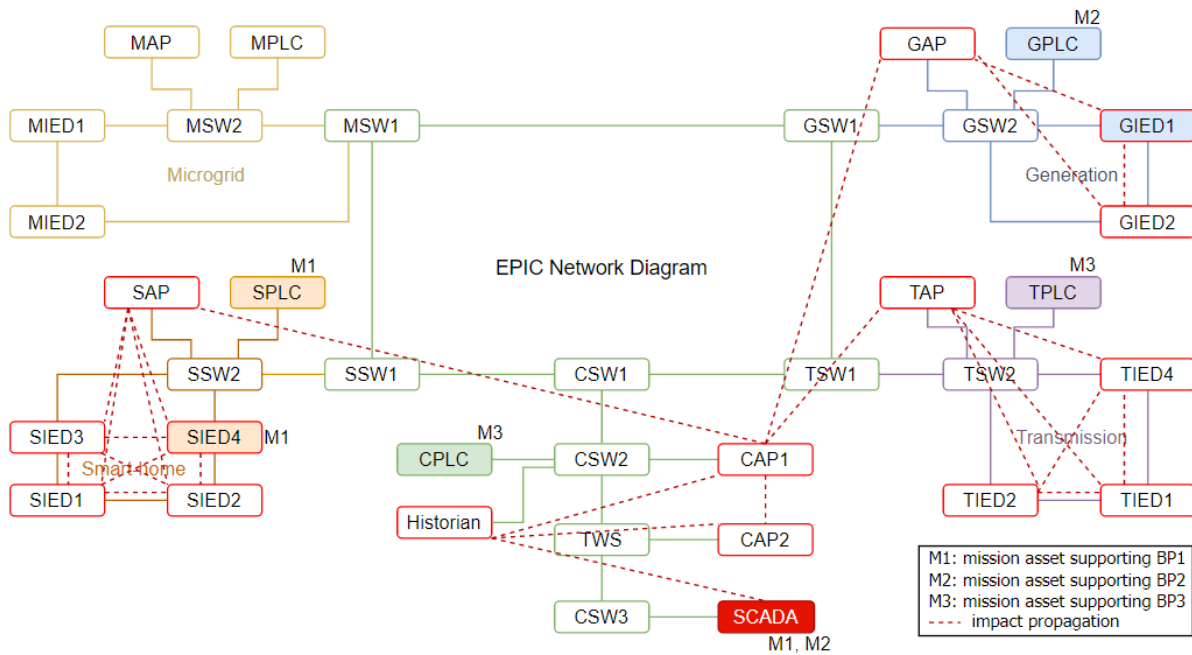 M2
MAP
MPLC
GAP
GPLC
MIED1
MSW2
MSW1
GSW1
GSW2
GIED1
Microgrid
Generation
MIED2
GIED2
EPIC Network Diagram
M1
M3
SAP
SPLC
TAP
TPLC
SSW2
SSW1
CSW1
TSW1
TSW2
TIED4
M3
SIED3
SIED4
M1
CPLC
CSW2
CAP1
Transmission
Smart-home
SIED1
SIED2
TIED2
TIED1
Historian
TWS
CAP2
M1: mission asset supporting BP1
M2: mission asset supporting BP2
M3: mission asset supporting BP3
impact propagation
CSW3
SCADA
M1, M2